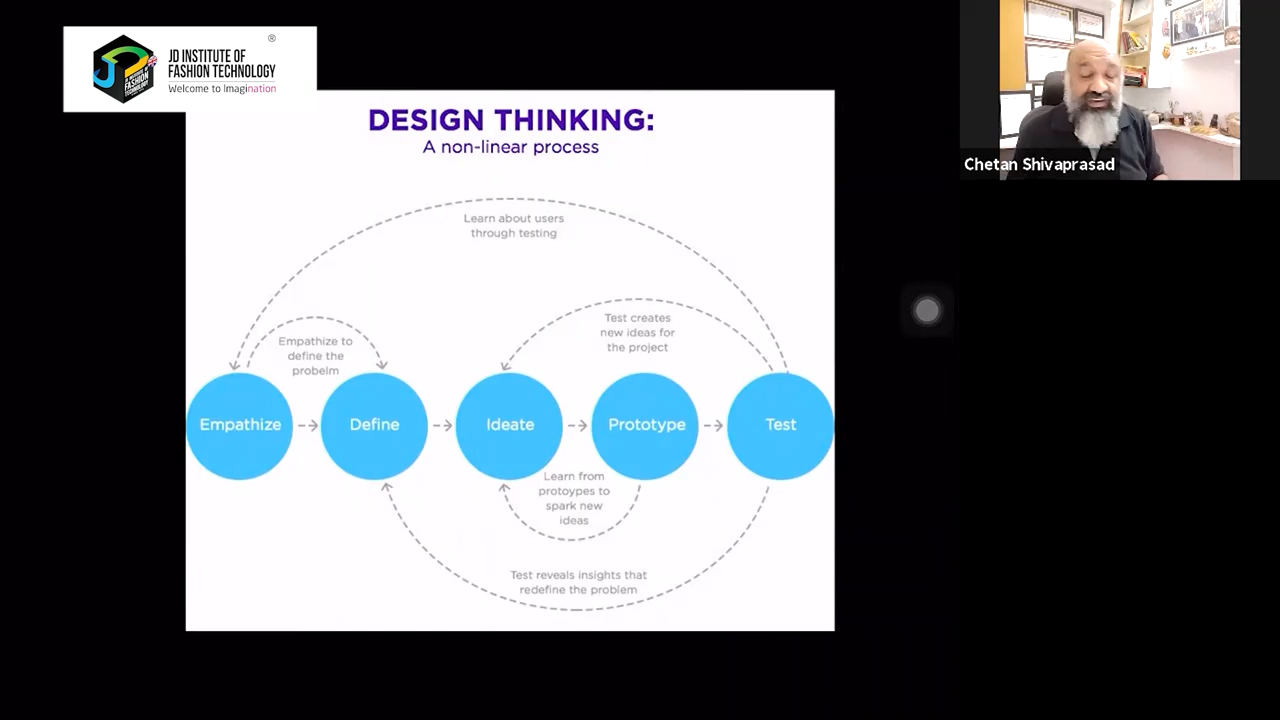 ®
JD INSTITUTE OF
FASHION TECHNOLOGY
Welcome to Imagination
DESIGN THINKING:
A non-linear process
Chetan Shivaprasad
Learn about users
through testing
Test creates
new ideas for
the project
Empathize to
define the
probelm
Empathize
Define
Ideate
Prototype
Test
Learn from
protoypes to
spark new
ideas
Test reveals insights that
redefine the problem